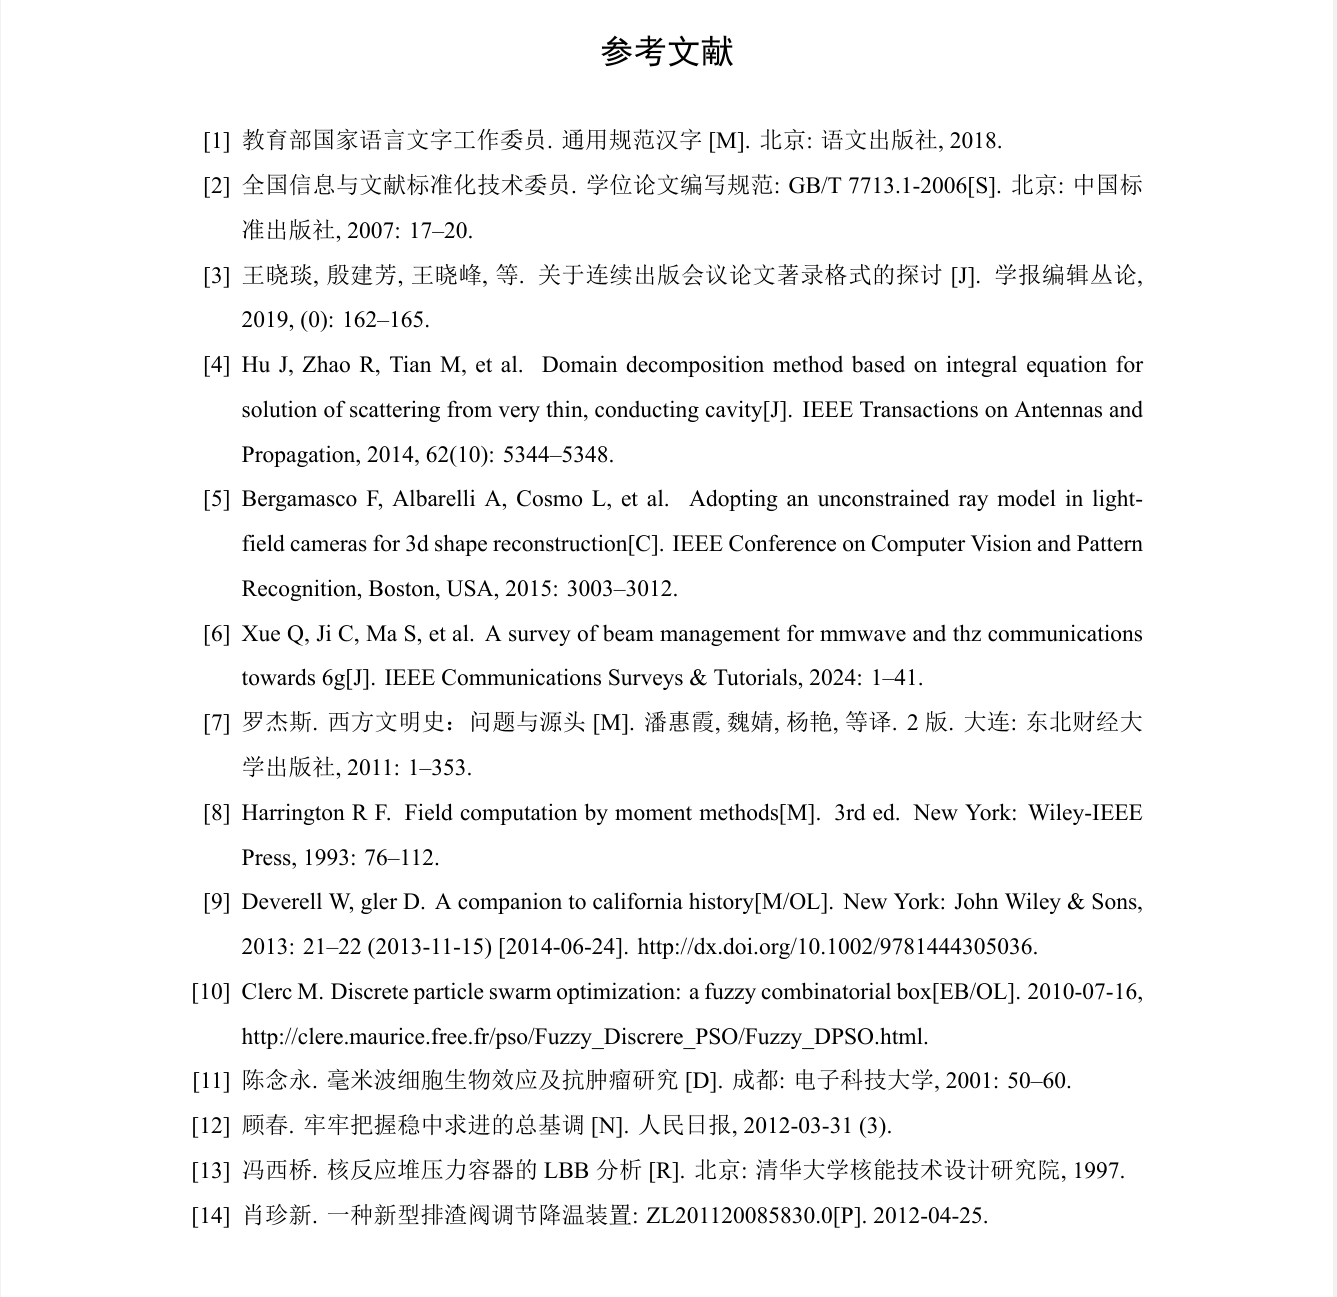 参考文献
[1] 教育部国家语言文字工作委员. 通用规范汉字 [M]. 北京: 语文出版社, 2018.
[2] 全国信息与文献标准化技术委员. 学位论文编写规范: GB/T 7713.1-2006[S]. 北京: 中国标
准出版社, 2007: 17–20.
[3] 王晓琰, 殷建芳, 王晓峰, 等. 关于连续出版会议论文著录格式的探讨 [J]. 学报编辑丛论,
2019, (0): 162–165.
[4] Hu J, Zhao R, Tian M, et al. Domain decomposition method based on integral equation for
solution of scattering from very thin, conducting cavity[J]. IEEE Transactions on Antennas and
Propagation, 2014, 62(10): 5344–5348.
[5] Bergamasco F, Albarelli A, Cosmo L, et al. Adopting an unconstrained ray model in light-
field cameras for 3d shape reconstruction[C]. IEEE Conference on Computer Vision and Pattern
Recognition, Boston, USA, 2015: 3003–3012.
[6] Xue Q, Ji C, Ma S, et al. A survey of beam management for mmwave and thz communications
towards 6g[J]. IEEE Communications Surveys & Tutorials, 2024: 1–41.
[7] 罗杰斯. 西方文明史：问题与源头 [M]. 潘惠霞, 魏婧, 杨艳, 等译. 2 版. 大连: 东北财经大
学出版社, 2011: 1–353.
[8] Harrington R F. Field computation by moment methods[M]. 3rd ed. New York: Wiley-IEEE
Press, 1993: 76–112.
[9] Deverell W, gler D. A companion to california history[M/OL]. New York: John Wiley & Sons,
2013: 21–22 (2013-11-15) [2014-06-24]. http://dx.doi.org/10.1002/9781444305036.
[10] Clerc M. Discrete particle swarm optimization: a fuzzy combinatorial box[EB/OL]. 2010-07-16,
http://clere.maurice.free.fr/pso/Fuzzy_Discrere_PSO/Fuzzy_DPSO.html.
[11] 陈念永. 毫米波细胞生物效应及抗肿瘤研究 [D]. 成都: 电子科技大学, 2001: 50–60.
[12] 顾春. 牢牢把握稳中求进的总基调 [N]. 人民日报, 2012-03-31 (3).
[13] 冯西桥. 核反应堆压力容器的 LBB 分析 [R]. 北京: 清华大学核能技术设计研究院, 1997.
[14] 肖珍新. 一种新型排渣阀调节降温装置: ZL201120085830.0[P]. 2012-04-25.